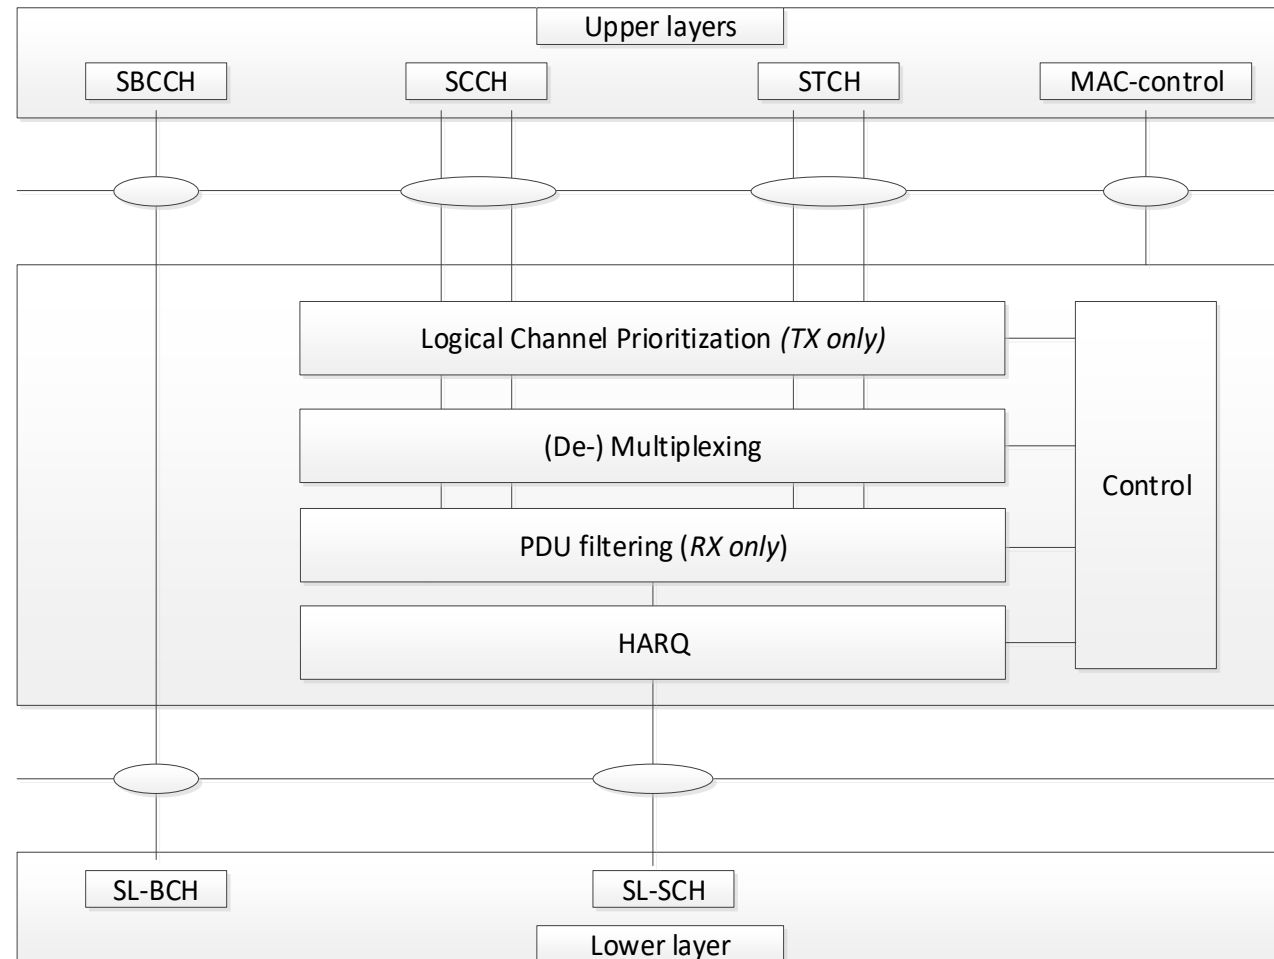 Upper layers
SBCCH
SCCH
STCH
MAC-control
Logical Channel Prioritization (TX only)
(De-) Multiplexing
Control
PDU filtering (RX only)
HARQ
SL-BCH
SL-SCH
Lower layer